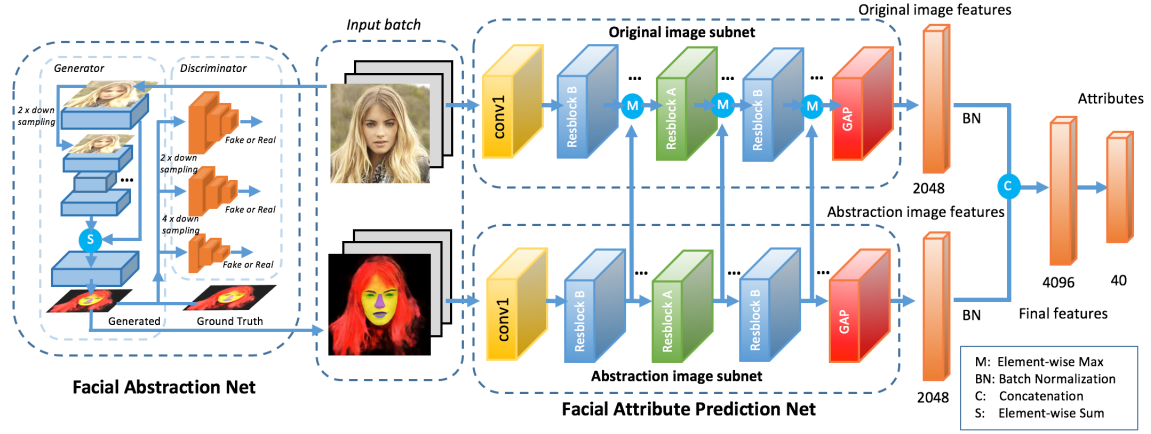 Input batch
Original image features
Original image subnet
Generator
Discriminator
2 x down
sampling
Fake or Real
2 x down
sampling
Fake or Real
4 x down
sampling
Fake or Real
S
Generated
Ground Truth
Facial Abstraction Net
conv1
Resblock B
...
M
Resblock A
...
M
Resblock B
...
M
GAP
2048
BN
Attributes
C
4096
40
Final features
Abstraction image features
conv1
Resblock B
...
Resblock A
...
Resblock B
...
GAP
2048
BN
Abstraction image subnet
Facial Attribute Prediction Net
...
M: Element-wise Max
BN: Batch Normalization
C: Concatenation
S: Element-wise Sum